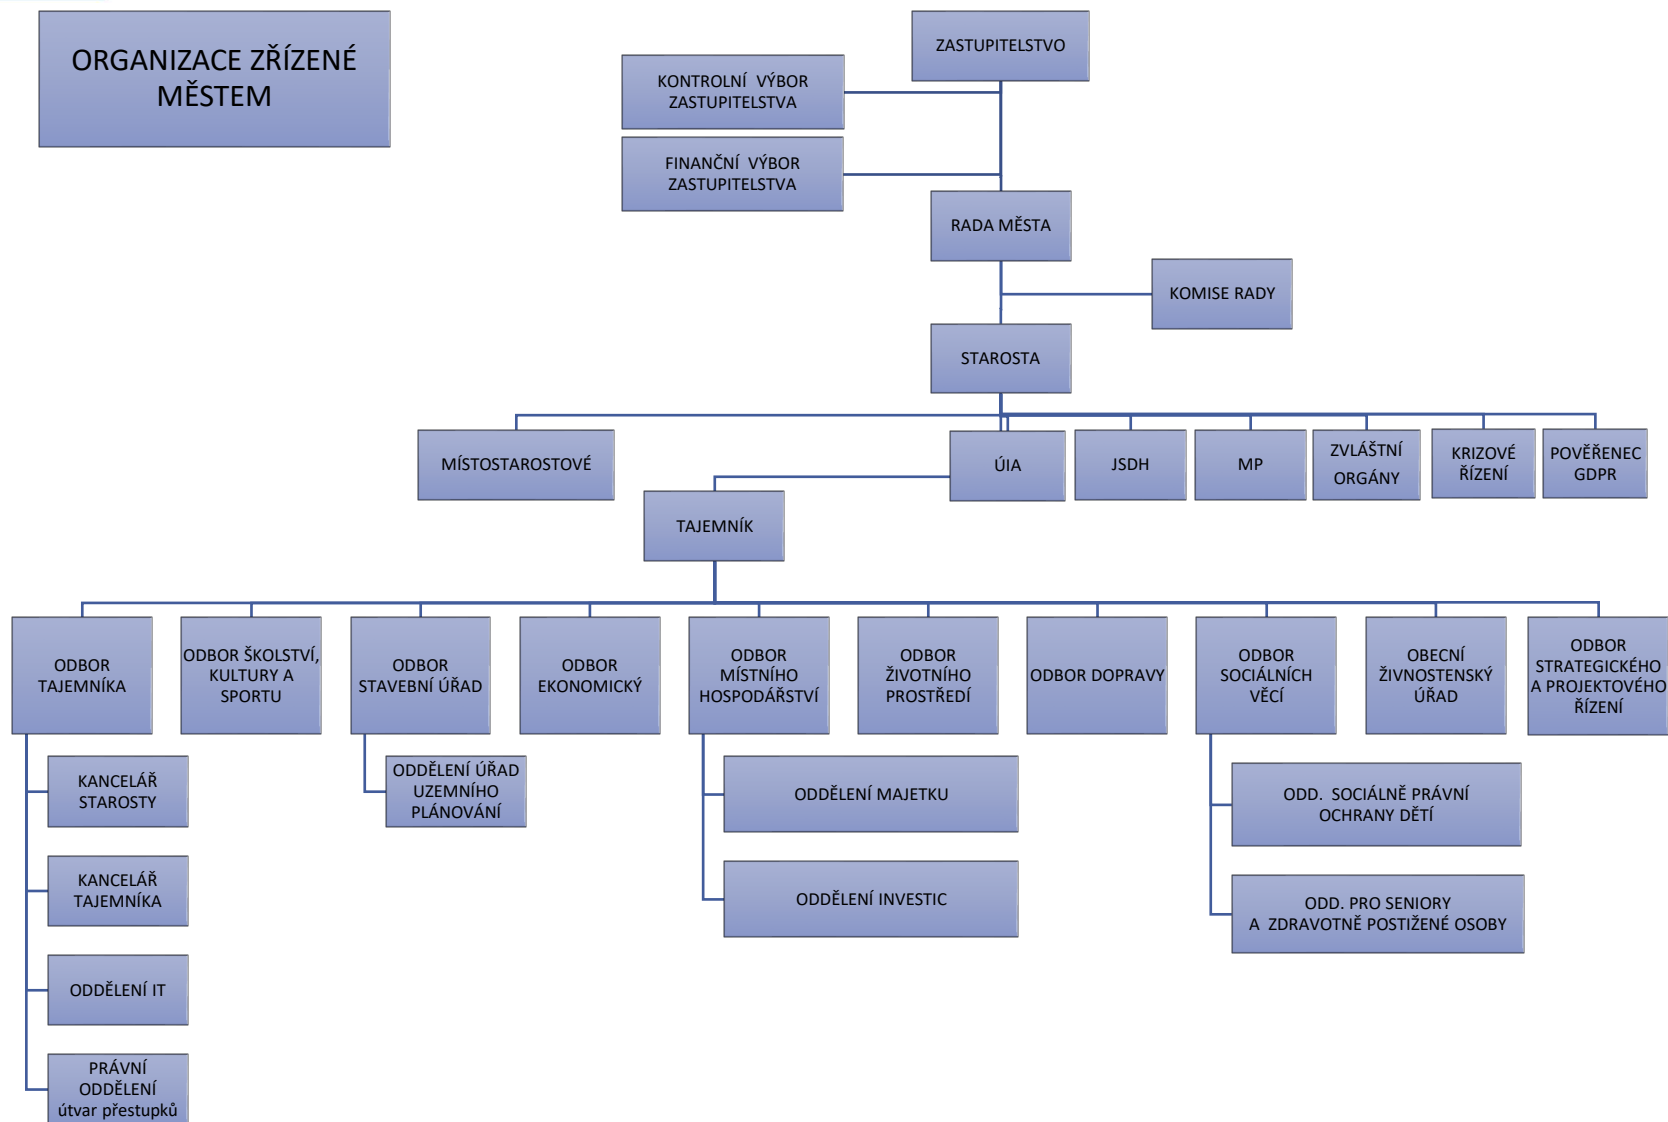 ORGANIZACE ZŘÍZENÉ
MĚSTEM
ZASTUPITELSTVO
KONTROLNÍ VÝBOR
ZASTUPITELSTVA
FINANČNÍ VÝBOR
ZASTUPITELSTVA
RADA MĚSTA
KOMISE RADY
STAROSTA
MÍSTOSTAROSTOVÉ
ÚIA
JSDH
MP
ZVLÁŠTNÍ
ORGÁNY
KRIZOVÉ
ŘÍZENÍ
POVĚŘENEC
GDPR
TAJEMNÍK
ODBOR
TAJEMNÍKA
ODBOR ŠKOLSTVÍ,
KULTURY A
SPORTU
ODBOR
STAVEBNÍ ÚŘAD
ODBOR
EKONOMICKÝ
ODBOR
MÍSTNÍHO
HOSPODÁŘSTVÍ
ODBOR
ŽIVOTNÍHO
PROSTŘEDÍ
ODBOR DOPRAVY
ODBOR
SOCIÁLNÍCH
VĚCÍ
OBECNÍ
ŽIVNOSTENSKÝ
ÚŘAD
ODBOR
STRATEGICKÉHO
A PROJEKTOVÉHO
ŘÍZENÍ
KANCELÁŘ
STAROSTY
KANCELÁŘ
TAJEMNÍKA
ODDĚLENÍ IT
PRÁVNÍ
ODDĚLENÍ
útvar přestupků
ODDĚLENÍ ÚŘAD
UZEMNÍHO
PLÁNOVÁNÍ
ODDĚLENÍ MAJETKU
ODDĚLENÍ INVESTIC
ODD. SOCIÁLNĚ PRÁVNÍ
OCHRANY DĚTÍ
ODD. PRO SENIORY
A ZDRAVOTNĚ POSTIŽENÉ OSOBY